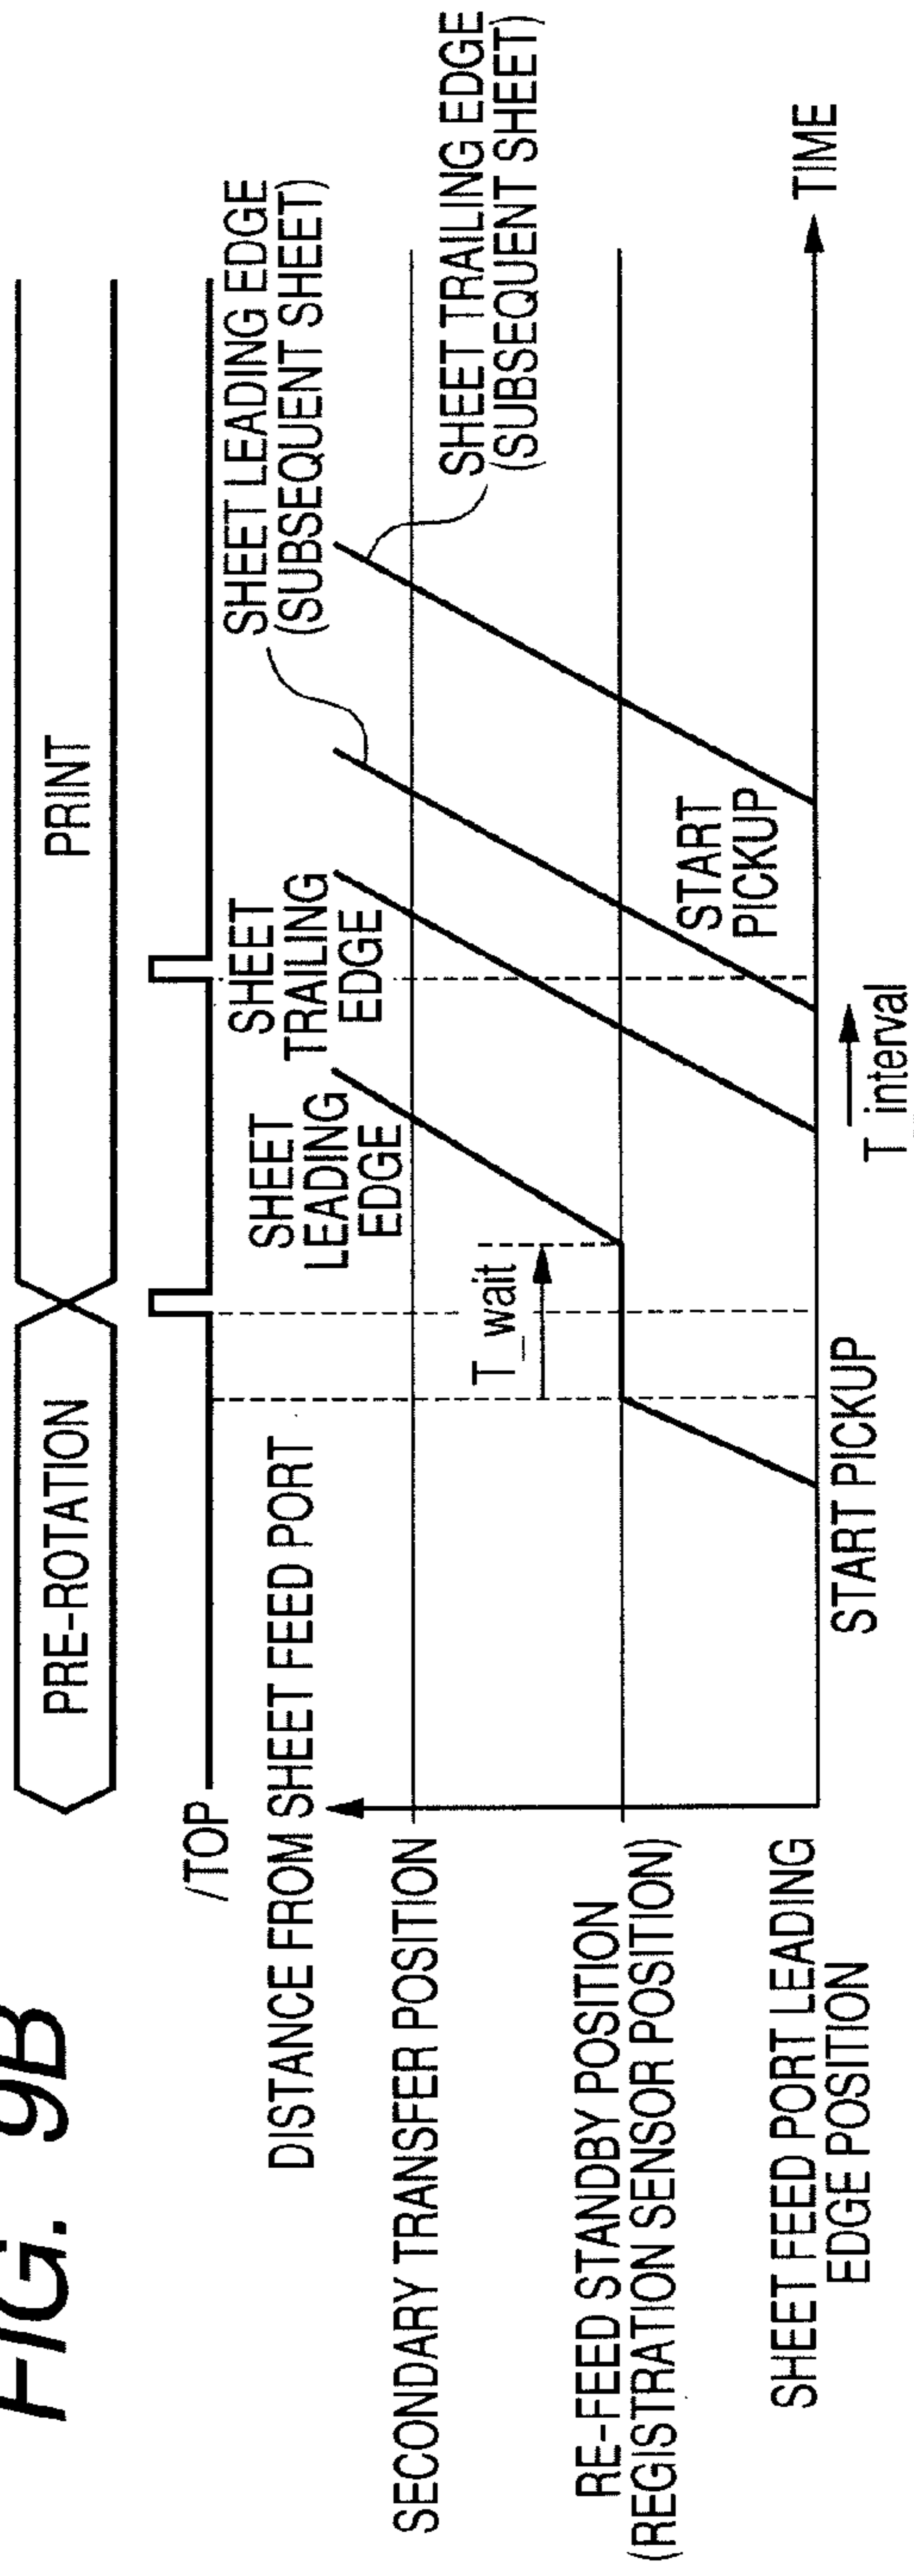 FIG. 9B
PRE-ROTATION
PRINT
/TOP
DISTANCE FROM SHEET FEED PORT
SHEET
LEADING
EDGE
SHEET
TRAILING
EDGE
SHEET LEADING EDGE
(SUBSEQUENT SHEET)
SHEET TRAILING EDGE
(SUBSEQUENT SHEET)
SECONDARY TRANSFER POSITION
T_wait
RE-FEED STANDBY POSITION
(REGISTRATION SENSOR POSITION)
START
PICKUP
SHEET FEED PORT LEADING
EDGE POSITION
START PICKUP
T_interval
TIME